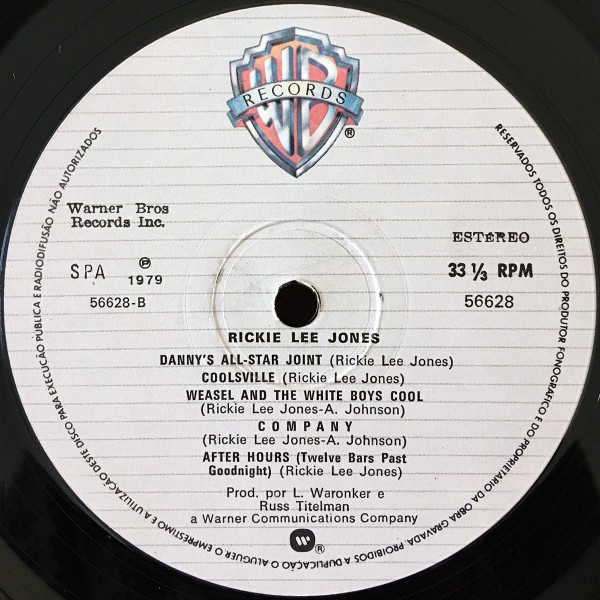 WB
RECORDS
®
Warner Bros
Records Inc.
ESTÉREO
SPA
℗
1979
33 ⅓ RPM
56628-B
56628
RICKIE LEE JONES
DANNY'S ALL-STAR JOINT (Rickie Lee Jones)
COOLSVILLE (Rickie Lee Jones)
WEASEL AND THE WHITE BOYS COOL
(Rickie Lee Jones-A. Johnson)
COMPANY
(Rickie Lee Jones-A. Johnson)
AFTER HOURS (Twelve Bars Past
Goodnight) (Rickie Lee Jones)
Prod. por L. Waronker e
Russ Titelman
a Warner Communications Company
®
RESERVADOS TODOS OS DIREITOS DO PRODUTOR FONOGRÁFICO E DO PROPRIETÁRIO DA OBRA GRAVADA. PROIBIDOS A DUPLICAÇÃO O ALUGUER O EMPRÉSTIMO E A UTILIZAÇÃO DESTE DISCO PARA EXECUÇÃO PÚBLICA E RADIODIFUSÃO NÃO AUTORIZADOS